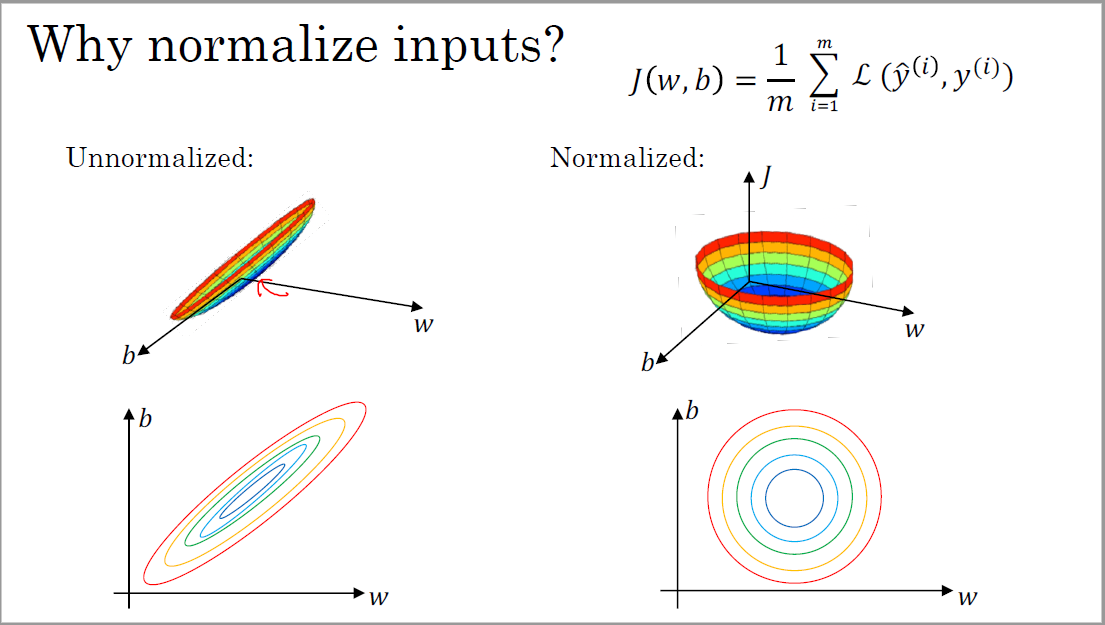 Why normalize inputs?
J(w, b) = 1/m ∑_{i=1}^{m} ℒ(ŷ^{(i)}, y^{(i)})
Unnormalized:
Normalized:
J
w
b
w
b
b
w
b
w